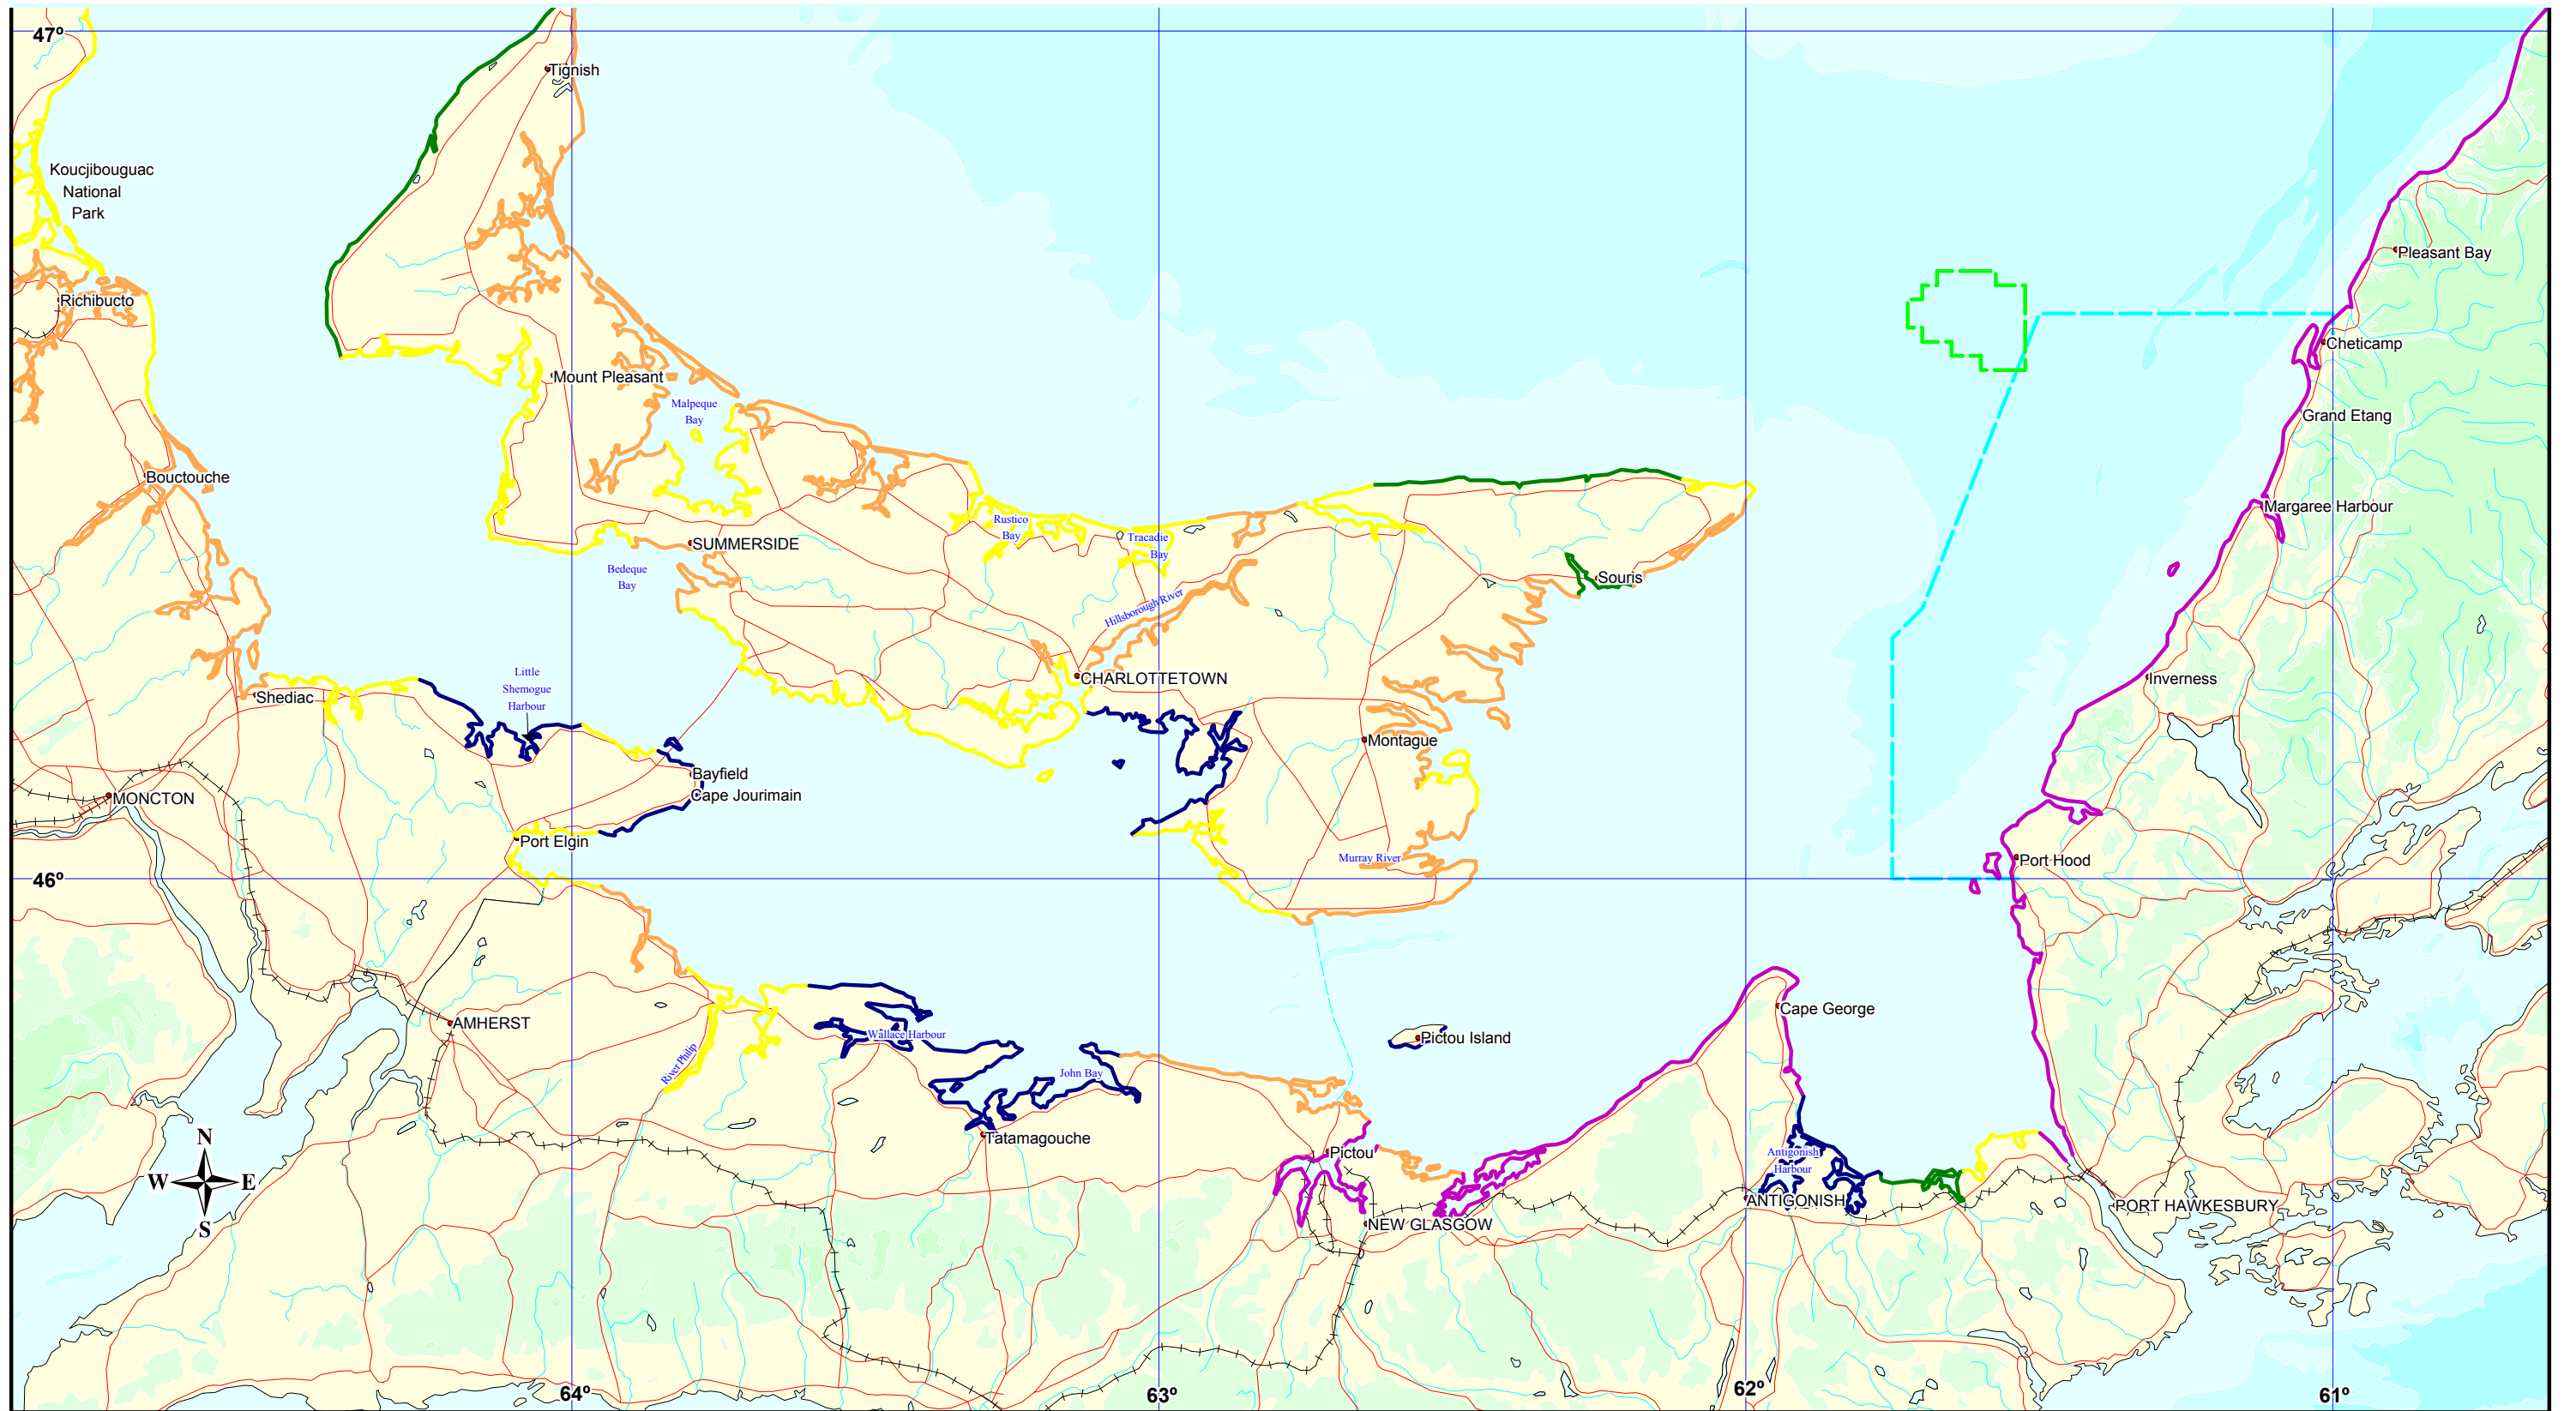 47º
Tignish
Koucjibouguac
National
Park
Pleasant Bay
Richibucto
Cheticamp
Mount Pleasant
Malpeque
Bay
Grand Etang
Bouctouche
Margaree Harbour
Rustico
Bay
Tracadie
Bay
SUMMERSIDE
Bedeque
Bay
Souris
Hillsborough River
Little
Shemogue
Harbour
CHARLOTTETOWN
Inverness
Shediac
Montague
Bayfield
Cape Jourimain
MONCTON
Port Elgin
Murray River
Port Hood
46º
Cape George
AMHERST
Wallace Harbour
Pictou Island
River Philip
John Bay
N
W
E
S
Tatamagouche
Pictou
Antigonish
Harbour
ANTIGONISH
PORT HAWKESBURY
NEW GLASGOW
64º
63º
62º
61º